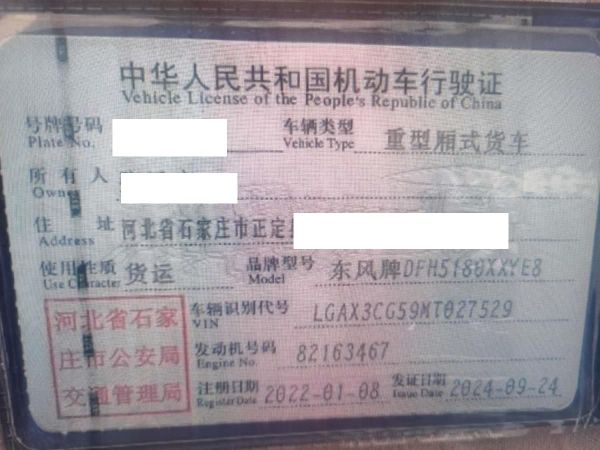 中华人民共和国机动车行驶证
Vehicle License of the People's Republic of China
号牌号码
Plate No.
车辆类型 重型厢式货车
Vehicle Type
所有人
Owner
住址 河北省石家庄市正定
Address
使用性质 货运
Use Character
品牌型号 东风牌DFH5180XXYE8
Model
河北省石家
庄市公安局
交通管理局
车辆识别代号 LGAX3CG59MT027529
VIN
发动机号码 82163467
Engine No.
注册日期 2022-01-08
Register Date
发证日期 2024-09-24
Issue Date